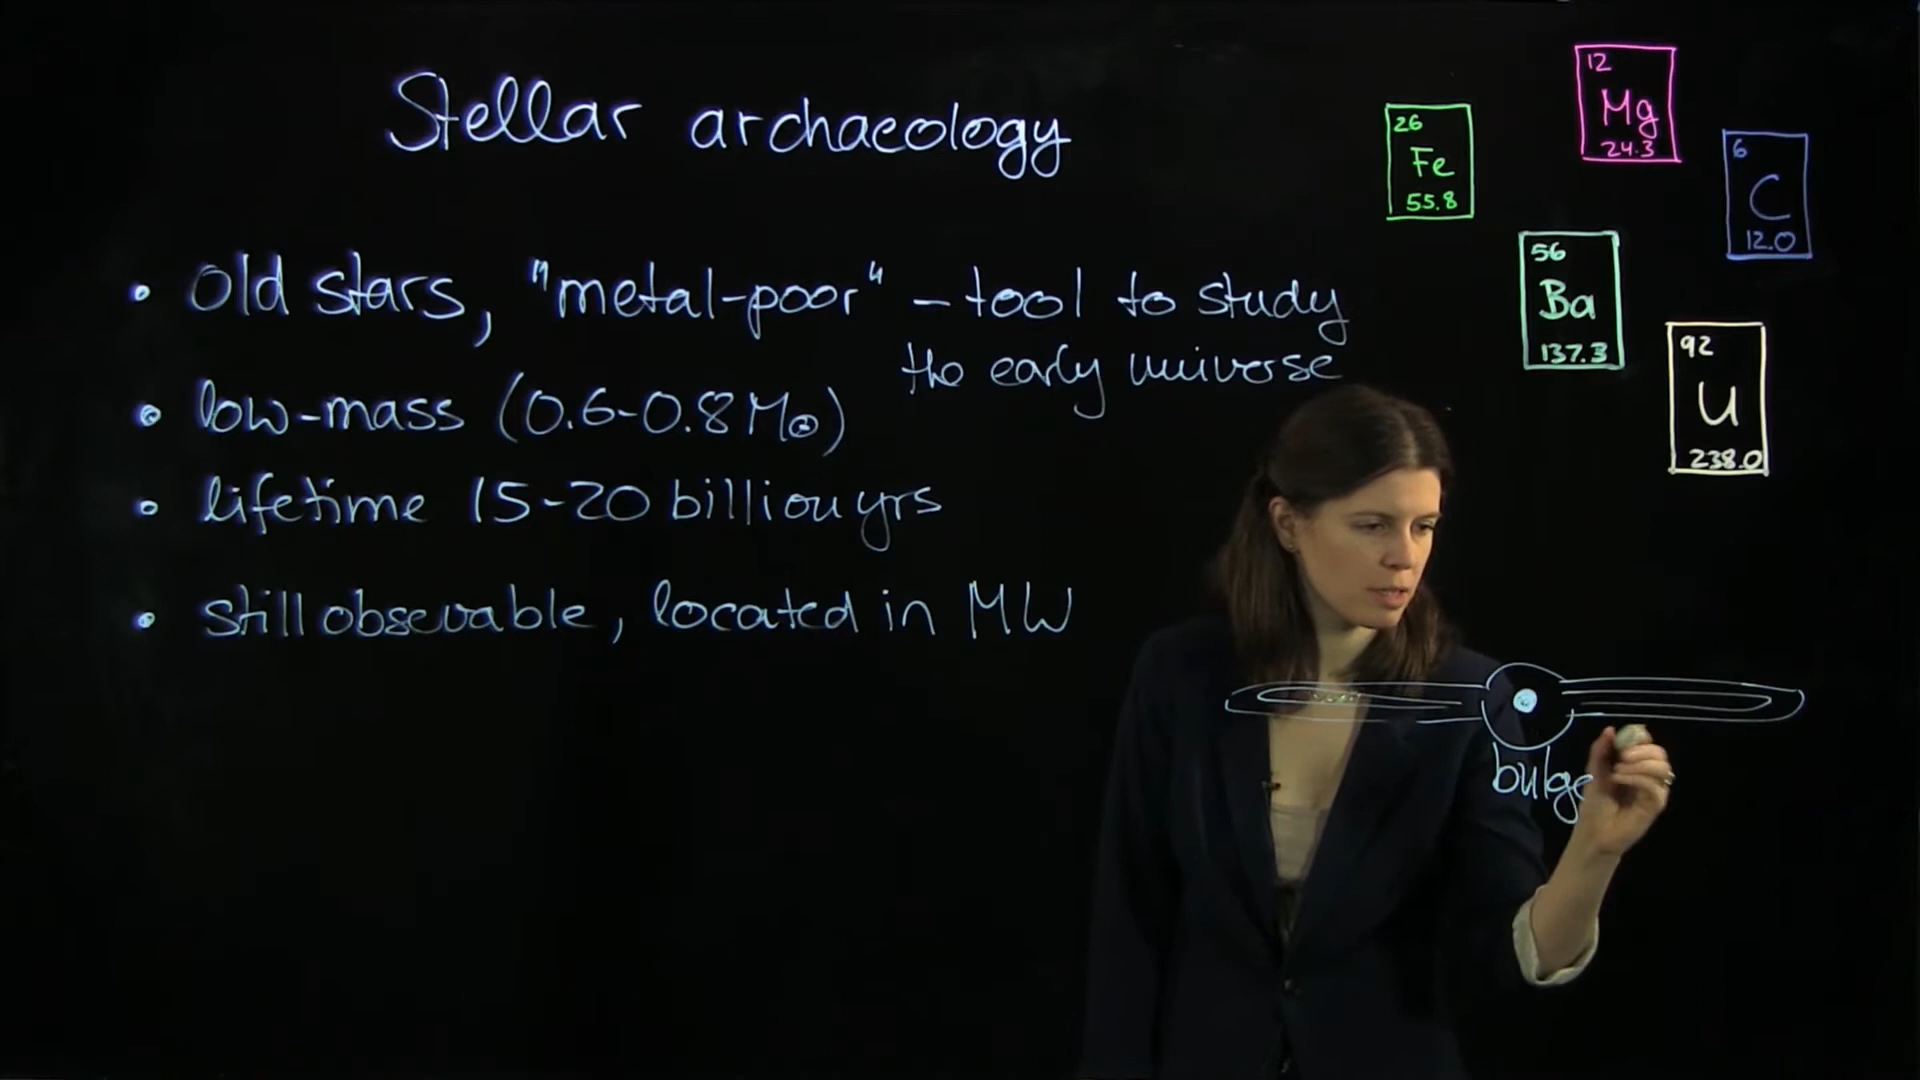 Stellar archaeology
• old stars, "metal-poor" – tool to study
the early universe
• low-mass (0.6-0.8M⊙)
• lifetime 15-20 billion yrs
• still obsevable, located in MW
26
Fe
55.8
12
Mg
24.3
6
C
12.0
56
Ba
137.3
92
U
238.0
bulge